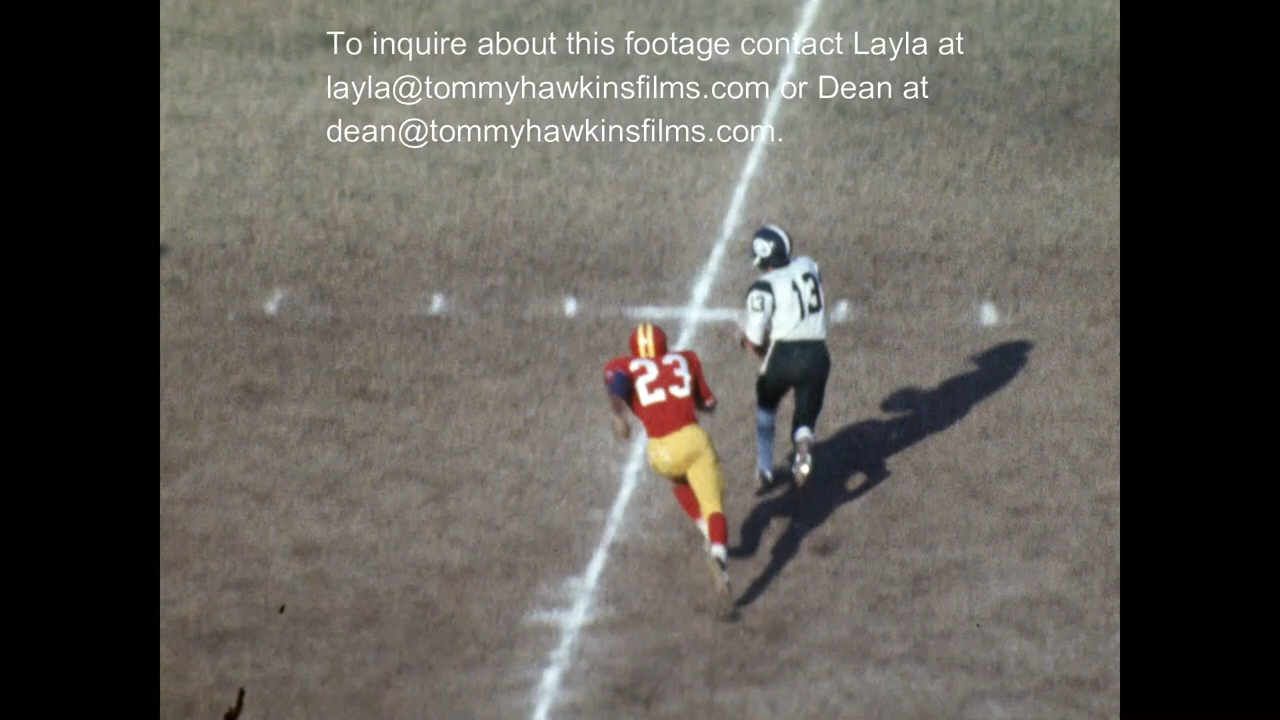 To inquire about this footage contact Layla at
layla@tommyhawkinsfilms.com or Dean at
dean@tommyhawkinsfilms.com.
13
13
23